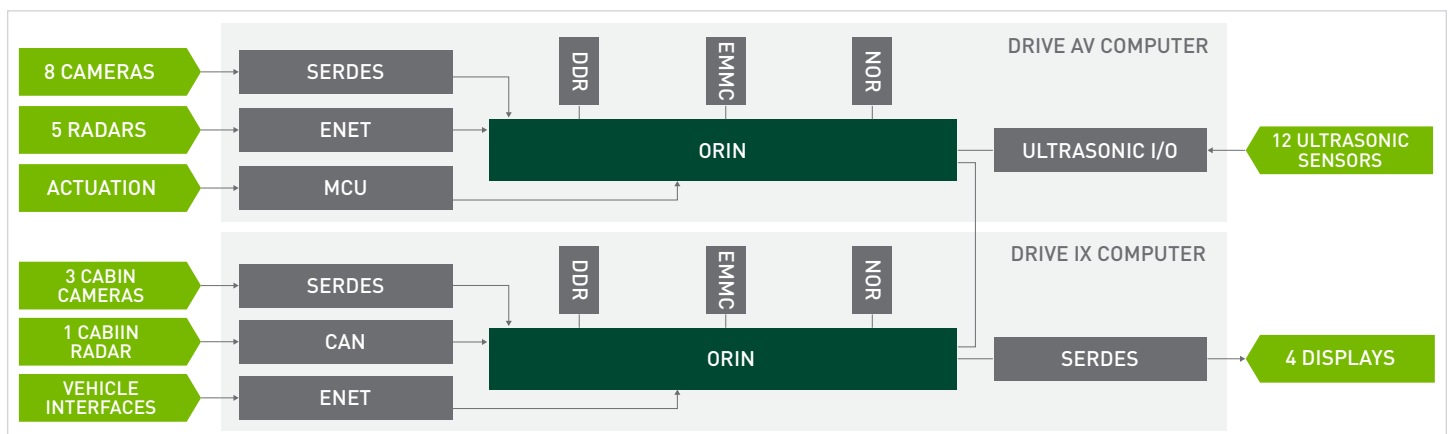 DRIVE AV COMPUTER
8 CAMERAS
SERDES
DDR
EMMC
NOR
5 RADARS
ENET
ORIN
ULTRASONIC I/O
12 ULTRASONIC
SENSORS
ACTUATION
MCU
DRIVE IX COMPUTER
3 CABIN
CAMERAS
SERDES
DDR
EMMC
NOR
1 CABIIN
RADAR
CAN
ORIN
SERDES
4 DISPLAYS
VEHICLE
INTERFACES
ENET